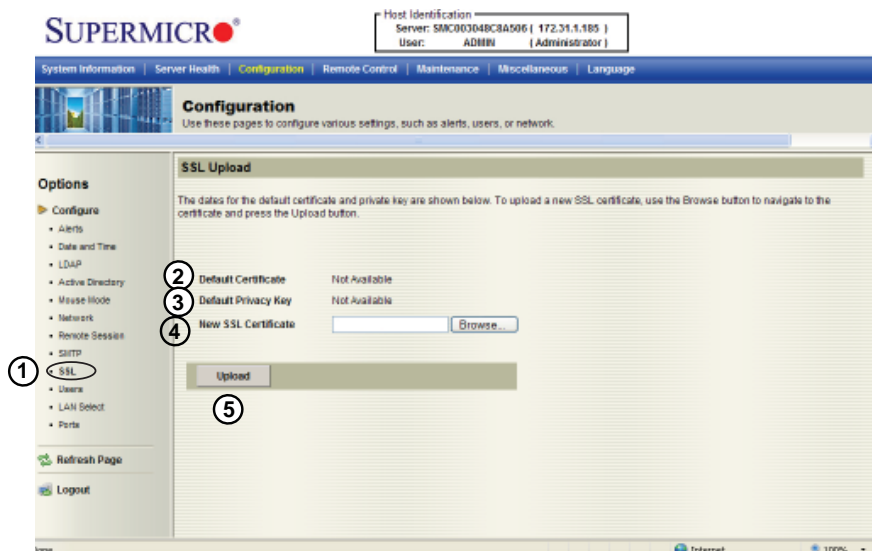 SUPERMICR®
Host Identification
Server: SMC003048C8A506 ( 172.31.1.185 )
User: ADMIN ( Administrator )
System Information | Server Health | Configuration | Remote Control | Maintenance | Miscellaneous | Language
Configuration
Use these pages to configure various settings, such as alerts, users, or network.
SSL Upload
Options
The dates for the default certificate and private key are shown below. To upload a new SSL certificate, use the Browse button to navigate to the
certificate and press the Upload button.
Configure
Alerts
Date and Time
LDAP
Active Directory
Mouse Mode
Network
Remote Session
SMTP
1 SSL
Users
LAN Select
Ports
2 Default Certificate Not Available
3 Default Privacy Key Not Available
4 New SSL Certificate Browse...
Upload
5
Refresh Page
Logout
Internet 100%